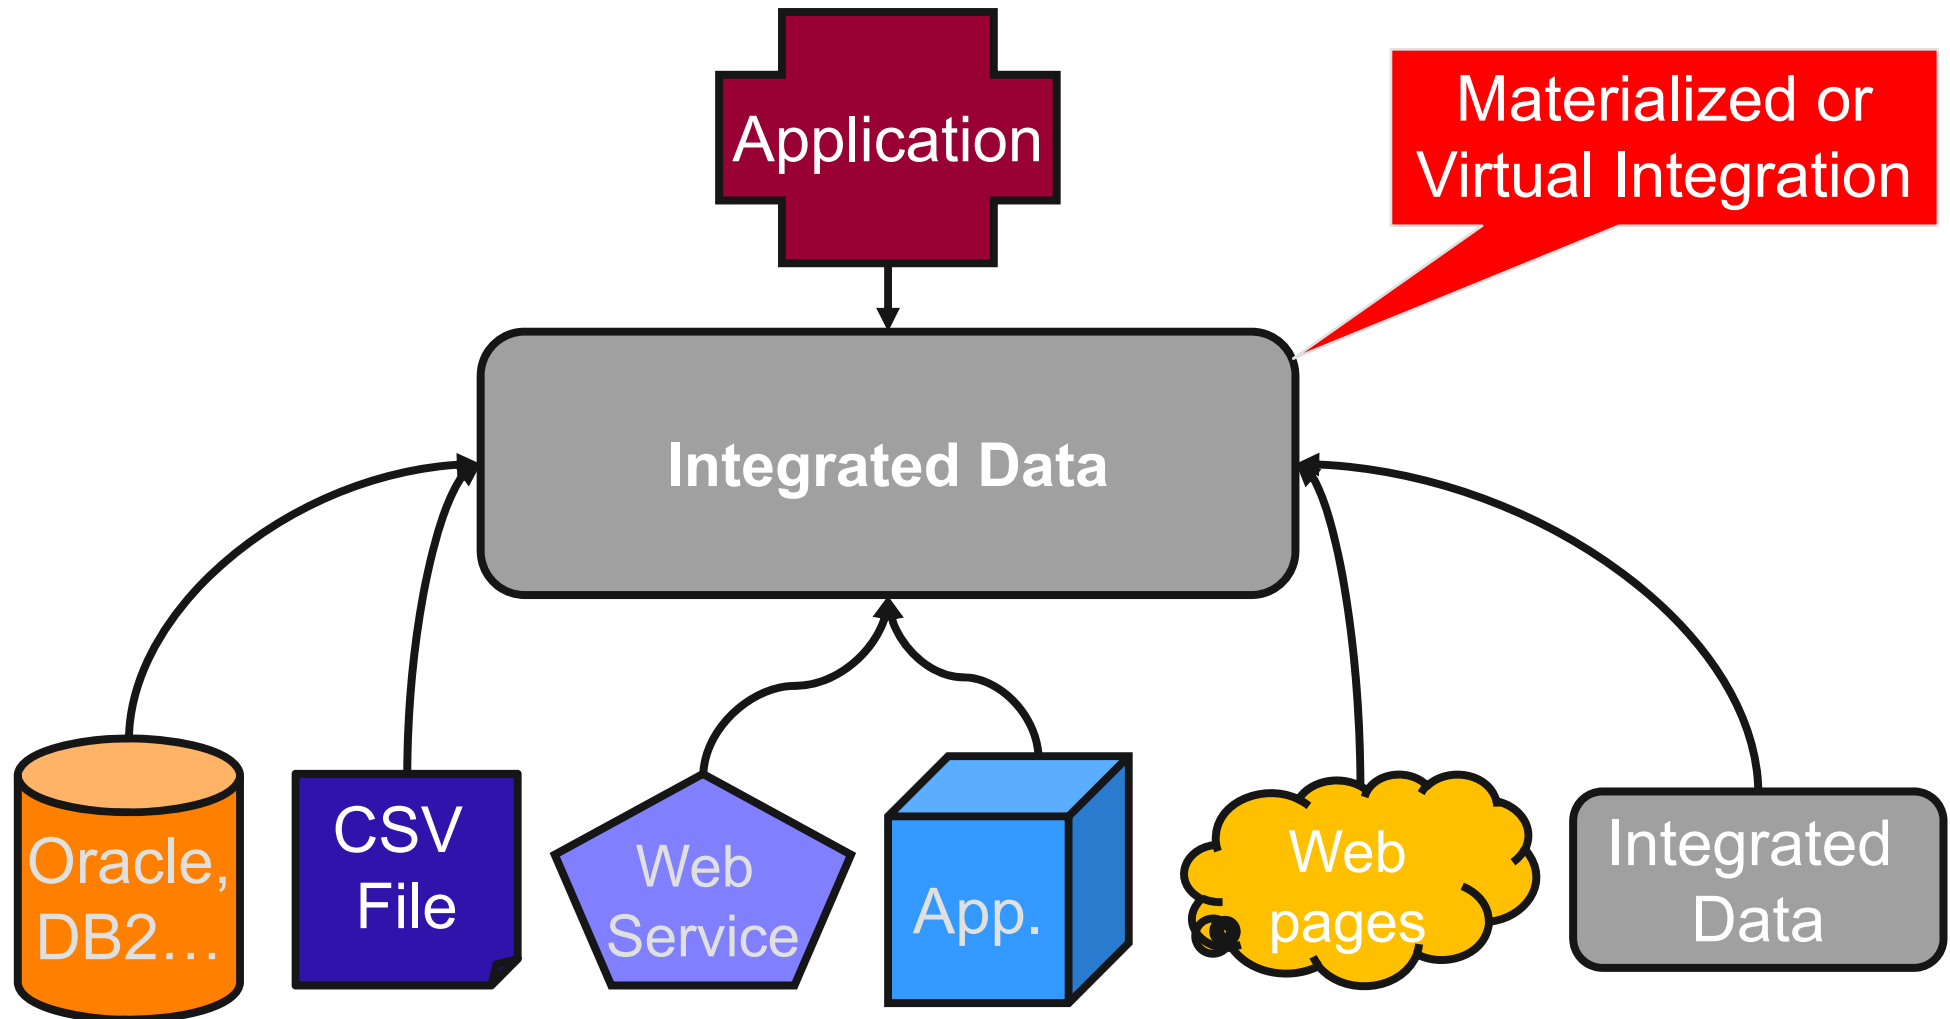 Application
Materialized or
Virtual Integration
Integrated Data
Oracle,
DB2…
CSV
File
Web
Service
App.
Web
pages
Integrated
Data